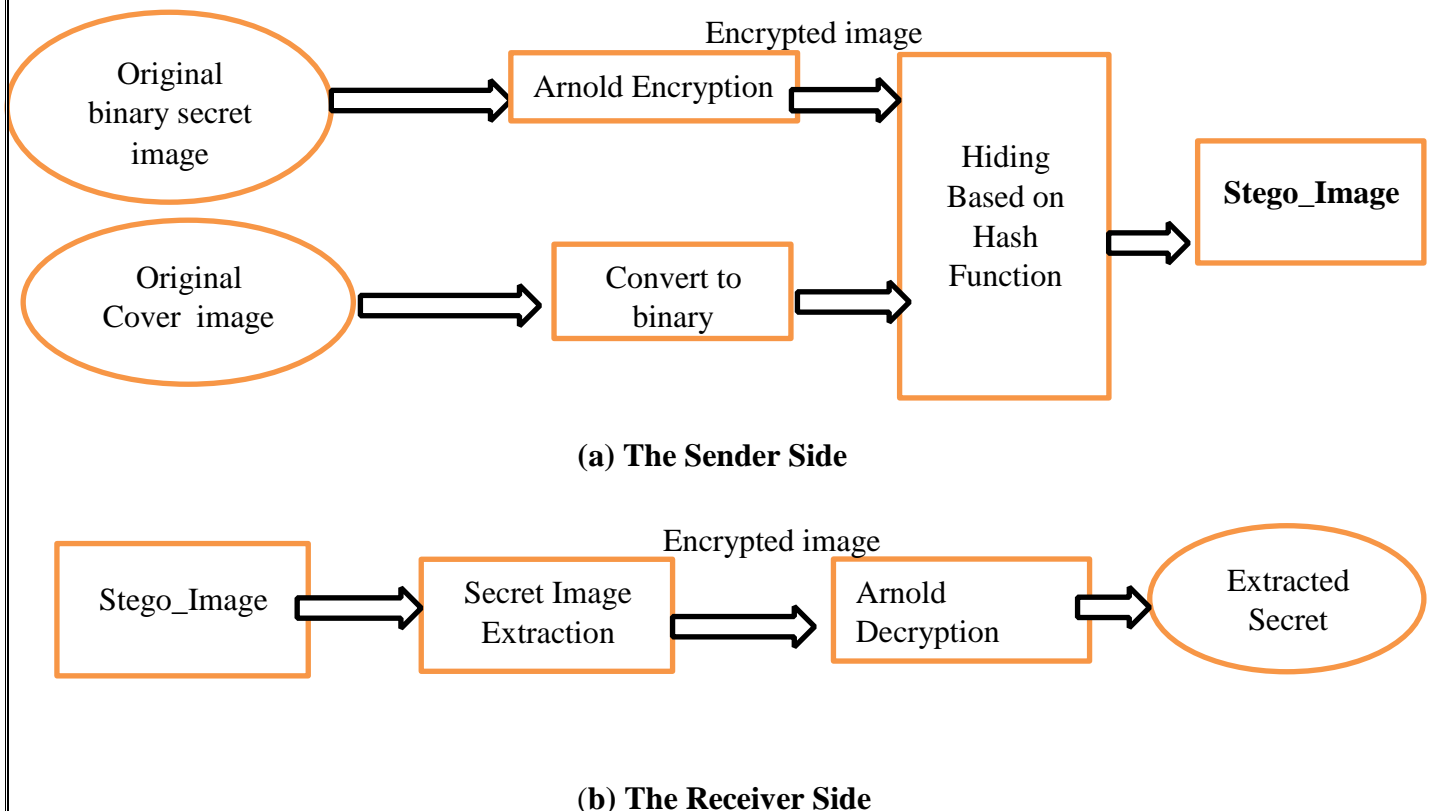 Encrypted image
Original
binary secret
image
Arnold Encryption
Hiding
Based on
Hash
Function
Stego_Image
Original
Cover image
Convert to
binary
(a) The Sender Side
Encrypted image
Stego_Image
Secret Image
Extraction
Arnold
Decryption
Extracted
Secret
(b) The Receiver Side